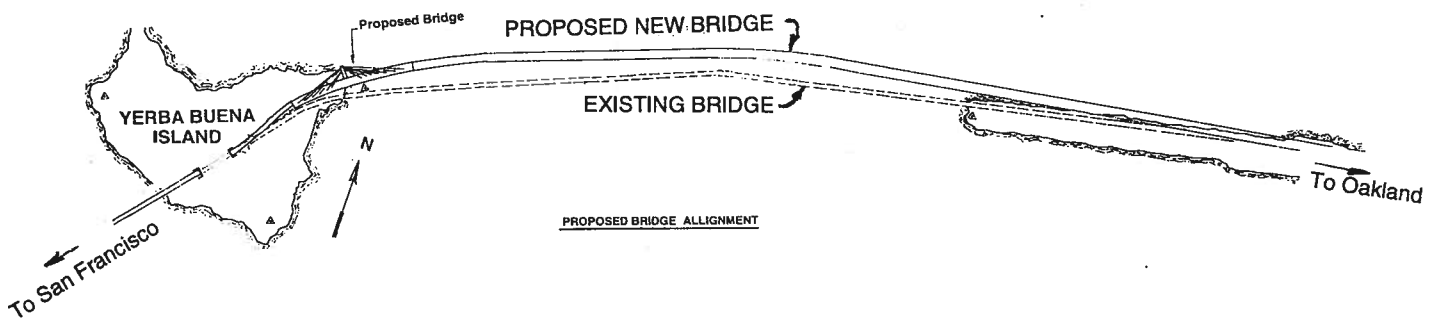 Proposed Bridge
PROPOSED NEW BRIDGE
EXISTING BRIDGE
YERBA BUENA
ISLAND
N
PROPOSED BRIDGE ALLIGNMENT
To Oakland
To San Francisco